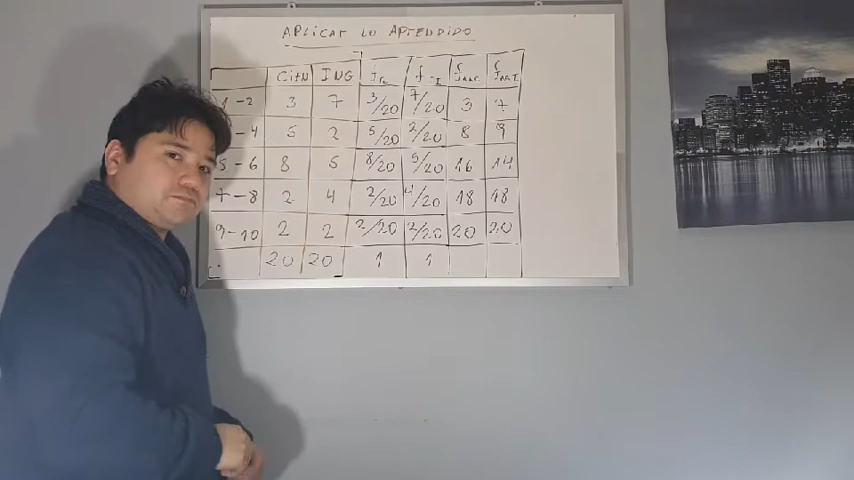 APLICAR LO APRENDIDO
CitN ING
-2 3 7 3/20 7/20 3 7
-4 5 2 5/20 2/20 8 9
5-6 8 5 8/20 5/20 16 14
7-8 2 4 2/20 4/20 18 18
9-10 2 2 2/20 2/20 20 20
20 20 1 1